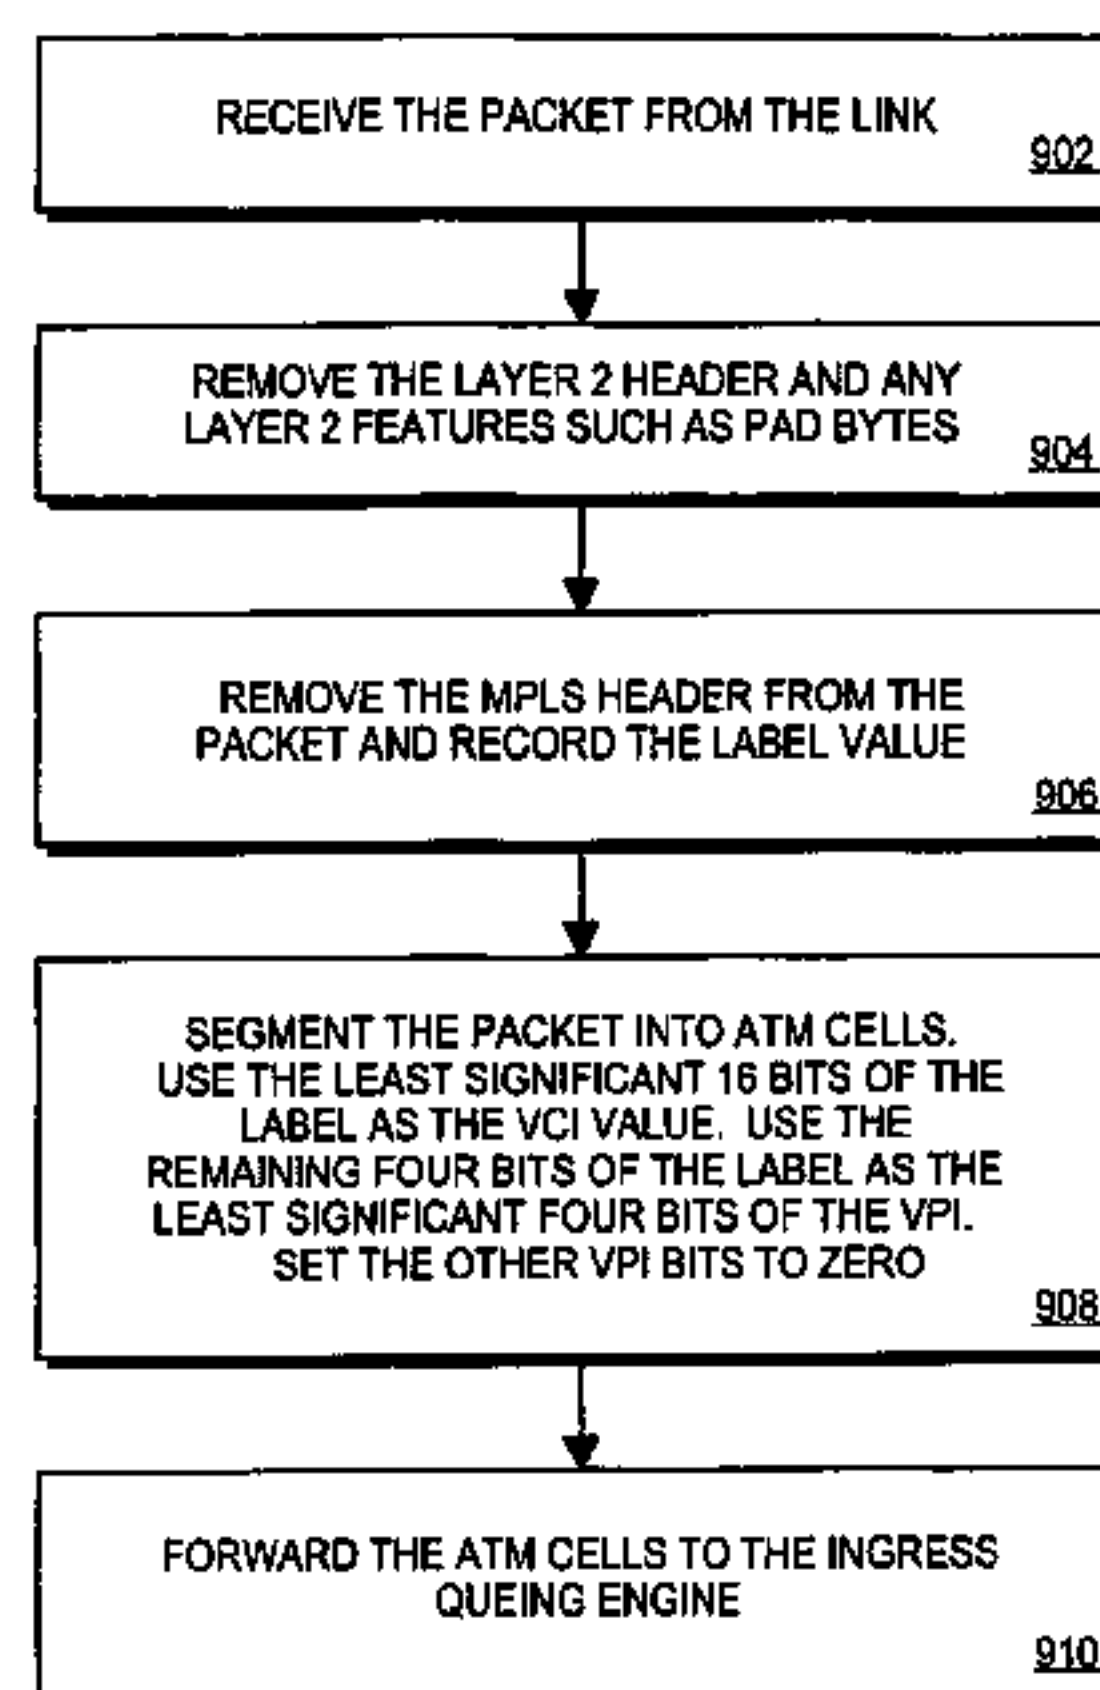 RECEIVE THE PACKET FROM THE LINK
902
REMOVE THE LAYER 2 HEADER AND ANY
LAYER 2 FEATURES SUCH AS PAD BYTES
904
REMOVE THE MPLS HEADER FROM THE
PACKET AND RECORD THE LABEL VALUE
906
SEGMENT THE PACKET INTO ATM CELLS.
USE THE LEAST SIGNIFICANT 16 BITS OF THE
LABEL AS THE VCI VALUE. USE THE
REMAINING FOUR BITS OF THE LABEL AS THE
LEAST SIGNIFICANT FOUR BITS OF THE VPI.
SET THE OTHER VPI BITS TO ZERO
908
FORWARD THE ATM CELLS TO THE INGRESS
QUEING ENGINE
910